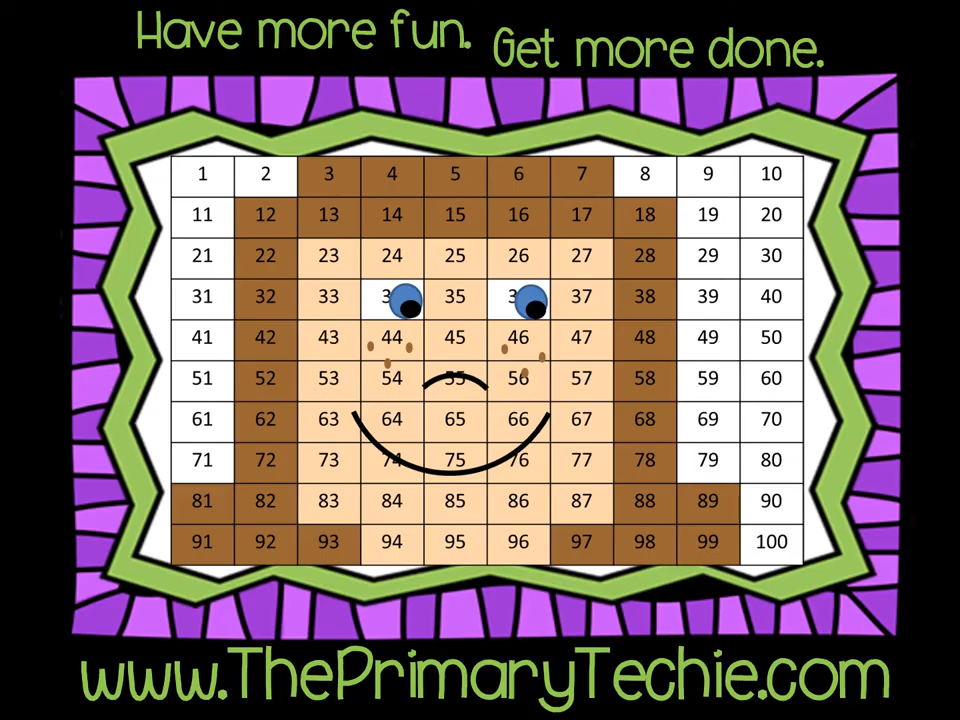 Have more fun. Get more done.
1 2 3 4 5 6 7 8 9 10
11 12 13 14 15 16 17 18 19 20
21 22 23 24 25 26 27 28 29 30
31 32 33 35 37 38 39 40
41 42 43 44 45 46 47 48 49 50
51 52 53 54 55 56 57 58 59 60
61 62 63 64 65 66 67 68 69 70
71 72 73 74 75 76 77 78 79 80
81 82 83 84 85 86 87 88 89 90
91 92 93 94 95 96 97 98 99 100
www.ThePrimaryTechie.com